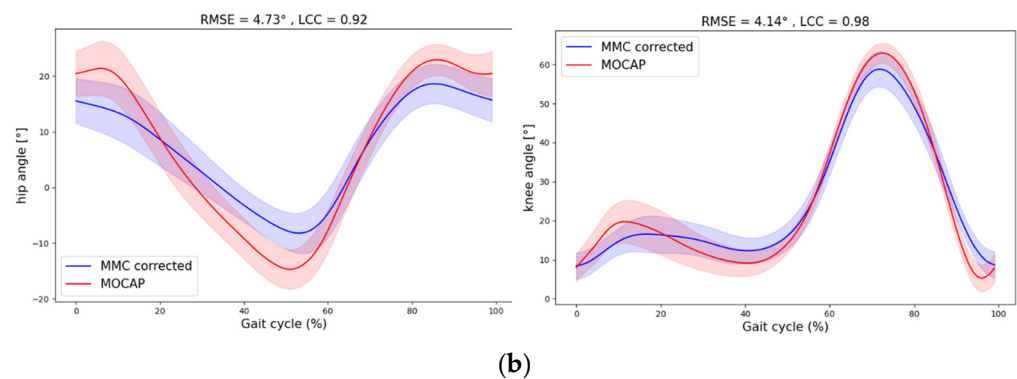 RMSE = 4.73° , LCC = 0.92
hip angle [°]
20
10
0
−10
−20
MMC corrected
MOCAP
0
20
40
60
80
100
Gait cycle (%)
RMSE = 4.14° , LCC = 0.98
knee angle [°]
60
50
40
30
20
10
0
MMC corrected
MOCAP
0
20
40
60
80
100
Gait cycle (%)
(b)